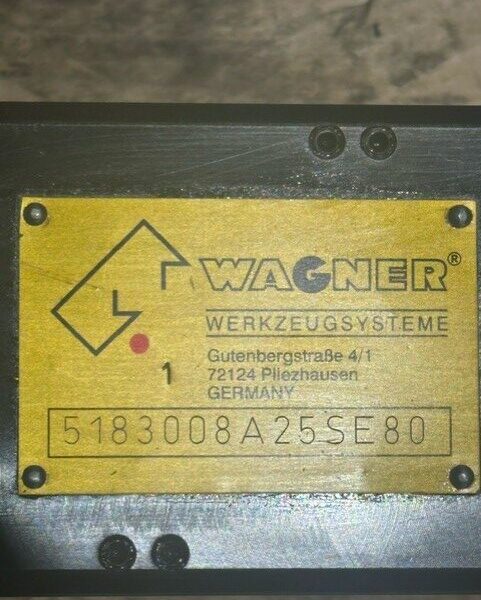 WAGNER®
WERKZEUGSYSTEME
Gutenbergstraße 4/1
72124 Pliezhausen
GERMANY
1
5183008A25SE80